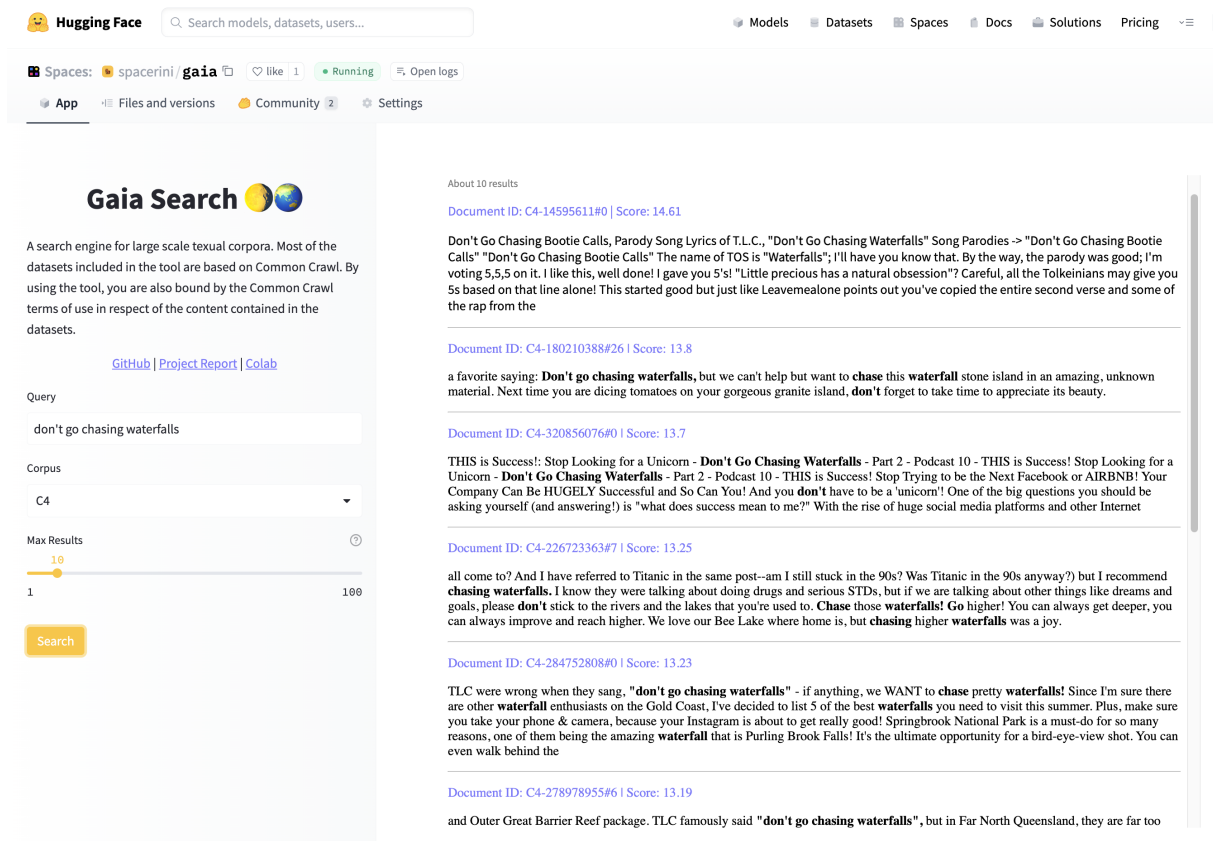 Hugging Face
Search models, datasets, users...
Models
Datasets
Spaces
Docs
Solutions
Pricing
Spaces:
spacerini/gaia
like 1
Running
Open logs
App
Files and versions
Community 2
Settings
Gaia Search
A search engine for large scale texual corpora. Most of the
datasets included in the tool are based on Common Crawl. By
using the tool, you are also bound by the Common Crawl
terms of use in respect of the content contained in the
datasets.
GitHub | Project Report | Colab
Query
don't go chasing waterfalls
Corpus
C4
Max Results
10
1
100
Search
About 10 results
Document ID: C4-14595611#0 | Score: 14.61
Don't Go Chasing Bootie Calls, Parody Song Lyrics of T.L.C., "Don't Go Chasing Waterfalls" Song Parodies -> "Don't Go Chasing Bootie
Calls" "Don't Go Chasing Bootie Calls" The name of TOS is "Waterfalls"; I'll have you know that. By the way, the parody was good; I'm
voting 5,5,5 on it. I like this, well done! I gave you 5's! "Little precious has a natural obsession"? Careful, all the Tolkeinians may give you
5s based on that line alone! This started good but just like Leavemealone points out you've copied the entire second verse and some of
the rap from the
Document ID: C4-180210388#26 | Score: 13.8
a favorite saying: Don't go chasing waterfalls, but we can't help but want to chase this waterfall stone island in an amazing, unknown
material. Next time you are dicing tomatoes on your gorgeous granite island, don't forget to take time to appreciate its beauty.
Document ID: C4-320856076#0 | Score: 13.7
THIS is Success!: Stop Looking for a Unicorn - Don't Go Chasing Waterfalls - Part 2 - Podcast 10 - THIS is Success! Stop Looking for a
Unicorn - Don't Go Chasing Waterfalls - Part 2 - Podcast 10 - THIS is Success! Stop Trying to be the Next Facebook or AIRBNB! Your
Company Can Be HUGELY Successful and So Can You! And you don't have to be a 'unicorn'! One of the big questions you should be
asking yourself (and answering!) is "what does success mean to me?" With the rise of huge social media platforms and other Internet
Document ID: C4-226723363#7 | Score: 13.25
all come to? And I have referred to Titanic in the same post--am I still stuck in the 90s? Was Titanic in the 90s anyway?) but I recommend
chasing waterfalls. I know they were talking about doing drugs and serious STDs, but if we are talking about other things like dreams and
goals, please don't stick to the rivers and the lakes that you're used to. Chase those waterfalls! Go higher! You can always get deeper, you
can always improve and reach higher. We love our Bee Lake where home is, but chasing higher waterfalls was a joy.
Document ID: C4-284752808#0 | Score: 13.23
TLC were wrong when they sang, "don't go chasing waterfalls" - if anything, we WANT to chase pretty waterfalls! Since I'm sure there
are other waterfall enthusiasts on the Gold Coast, I've decided to list 5 of the best waterfalls you need to visit this summer. Plus, make sure
you take your phone & camera, because your Instagram is about to get really good! Springbrook National Park is a must-do for so many
reasons, one of them being the amazing waterfall that is Purling Brook Falls! It's the ultimate opportunity for a bird-eye-view shot. You can
even walk behind the
Document ID: C4-278978955#6 | Score: 13.19
and Outer Great Barrier Reef package. TLC famously said "don't go chasing waterfalls", but in Far North Queensland, they are far too